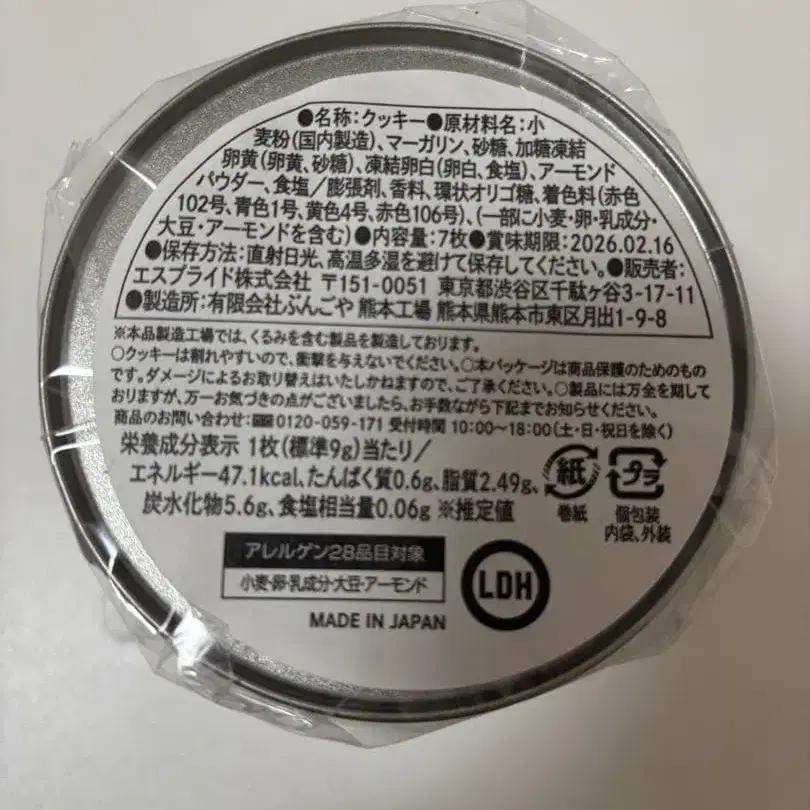 ●名称:クッキー●原材料名:小
麦粉(国内製造)、マーガリン、砂糖、加糖凍結
卵黄(卵黄、砂糖)、凍結卵白(卵白、食塩)、アーモンド
パウダー、食塩/膨張剤、香料、環状オリゴ糖、着色料(赤色
102号、青色1号、黄色4号、赤色106号)、(一部に小麦・卵・乳成分・
大豆・アーモンドを含む)●内容量:7枚●賞味期限:2026.02.16
●保存方法:直射日光、高温多湿を避けて保存してください。●販売者:
エスプライド株式会社 〒151-0051 東京都渋谷区千駄ヶ谷3-17-11
●製造所:有限会社ぶんごや 熊本工場 熊本県熊本市東区月出1-9-8
※本品製造工場では、くるみを含む製品を製造しております。
○クッキーは割れやすいので、衝撃を与えないでください。○本パッケージは商品保護のためのもの
です。ダメージによるお取り替えはいたしかねますので、ご了承ください。○製品には万全を期して
おりますが、万一お気づきの点がございましたら、お手数ながら下記までお知らせください。
商品のお問い合わせ:0120-059-171 受付時間 10:00~18:00(土・日・祝日を除く)
栄養成分表示 1枚(標準9g)当たり/
エネルギー47.1kcal、たんぱく質0.6g、脂質2.49g、
炭水化物5.6g、食塩相当量0.06g ※推定値
紙
巻紙
プラ
個包装
内袋、外装
アレルゲン28品目対象
小麦・卵・乳成分・大豆・アーモンド
LDH
MADE IN JAPAN